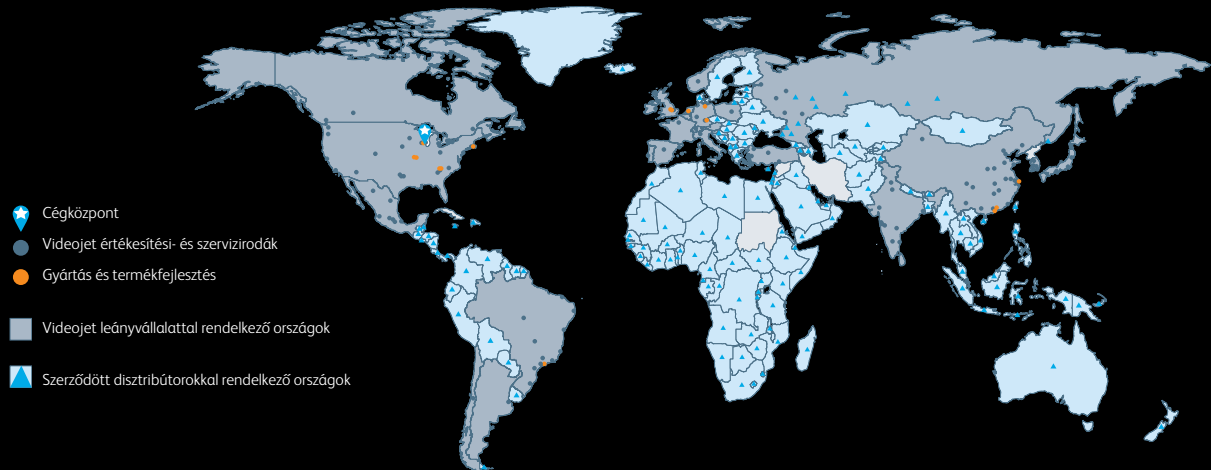 Cégközpont
Videojet értékesítési- és szervizirodák
Gyártás és termékfejlesztés
Videojet leányvállalattal rendelkező országok
Szerződött disztribútorokkal rendelkező országok